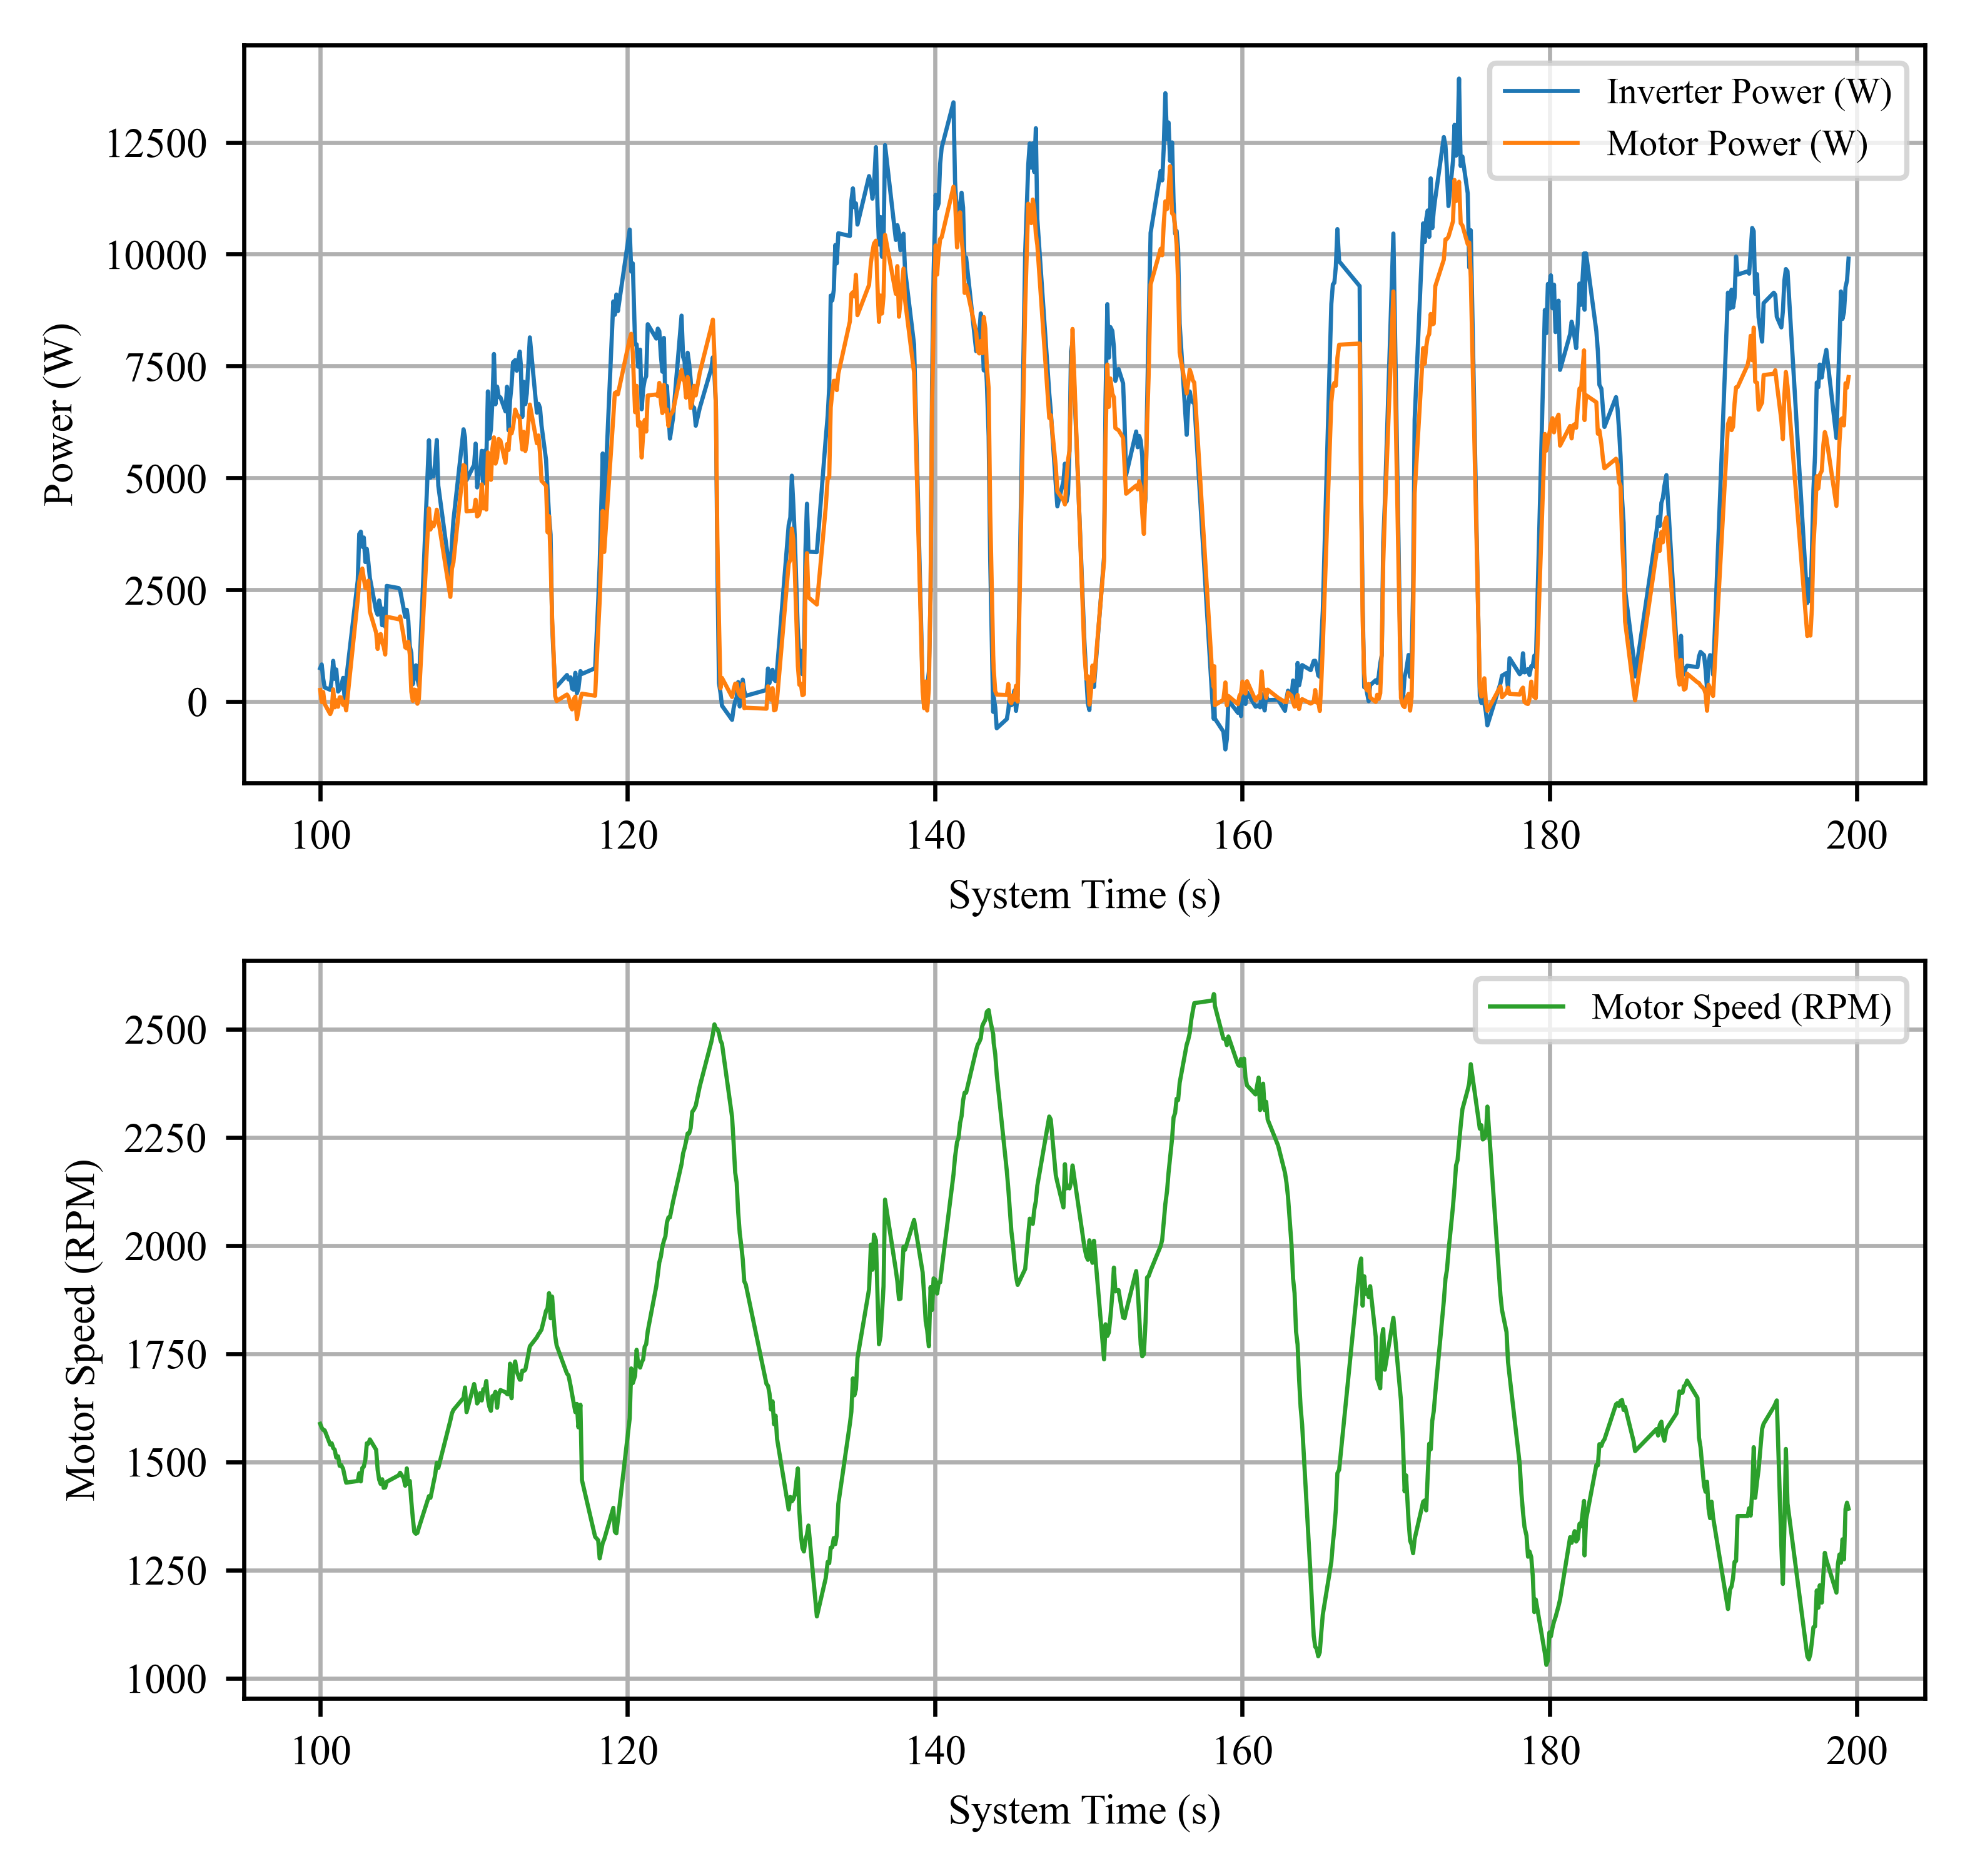 Inverter Power (W)
Motor Power (W)
12500
10000
7500
5000
2500
0
Power (W)
100 120 140 160 180 200
System Time (s)
Motor Speed (RPM)
2500
2250
2000
1750
1500
1250
1000
Motor Speed (RPM)
100 120 140 160 180 200
System Time (s)